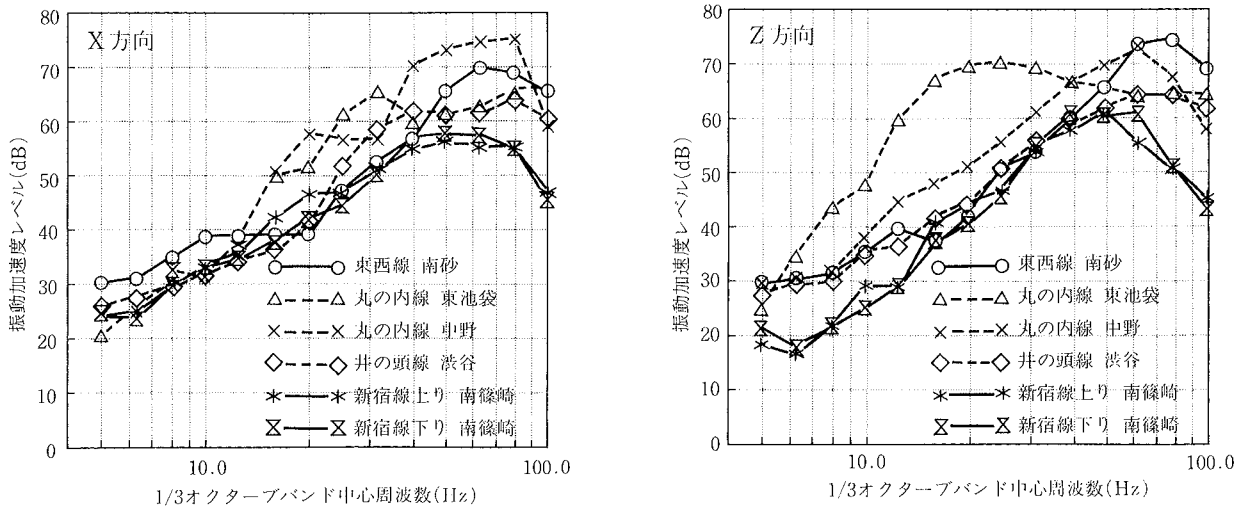 X 方向
80
70
60
50
40
30
20
10
0
振動加速度レベル(dB)
東西線 南砂
丸の内線 東池袋
丸の内線 中野
井の頭線 渋谷
新宿線上り 南篠崎
新宿線下り 南篠崎
10.0
100.0
1/3オクターブバンド中心周波数(Hz)
Z 方向
80
70
60
50
40
30
20
10
0
振動加速度レベル(dB)
東西線 南砂
丸の内線 東池袋
丸の内線 中野
井の頭線 渋谷
新宿線上り 南篠崎
新宿線下り 南篠崎
10.0
100.0
1/3オクターブバンド中心周波数(Hz)